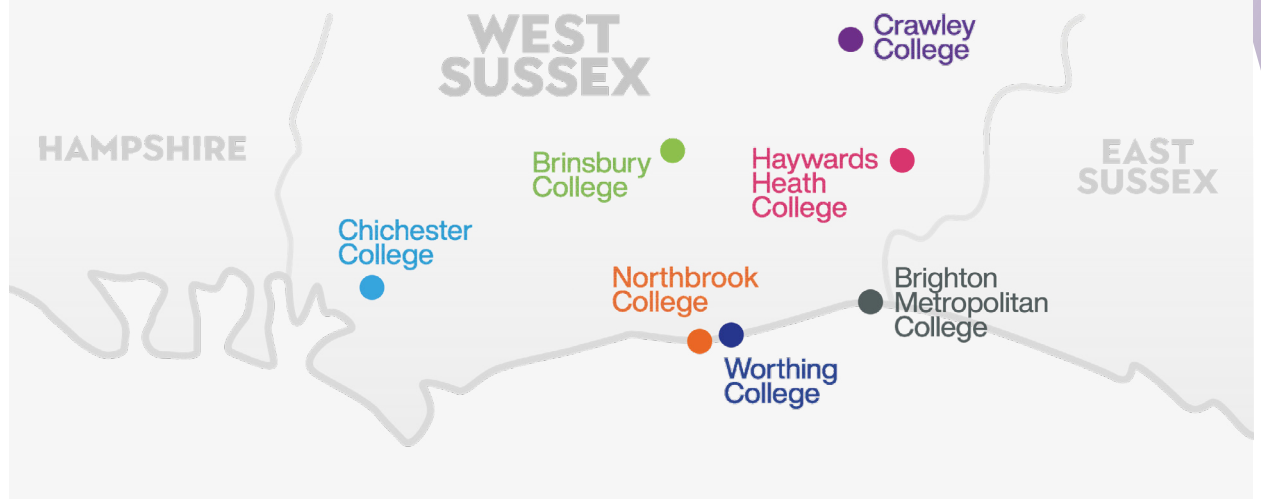 WEST
SUSSEX
Crawley
College
HAMPSHIRE
Brinsbury
College
Haywards
Heath
College
EAST
SUSSEX
Chichester
College
Northbrook
College
Brighton
Metropolitan
College
Worthing
College